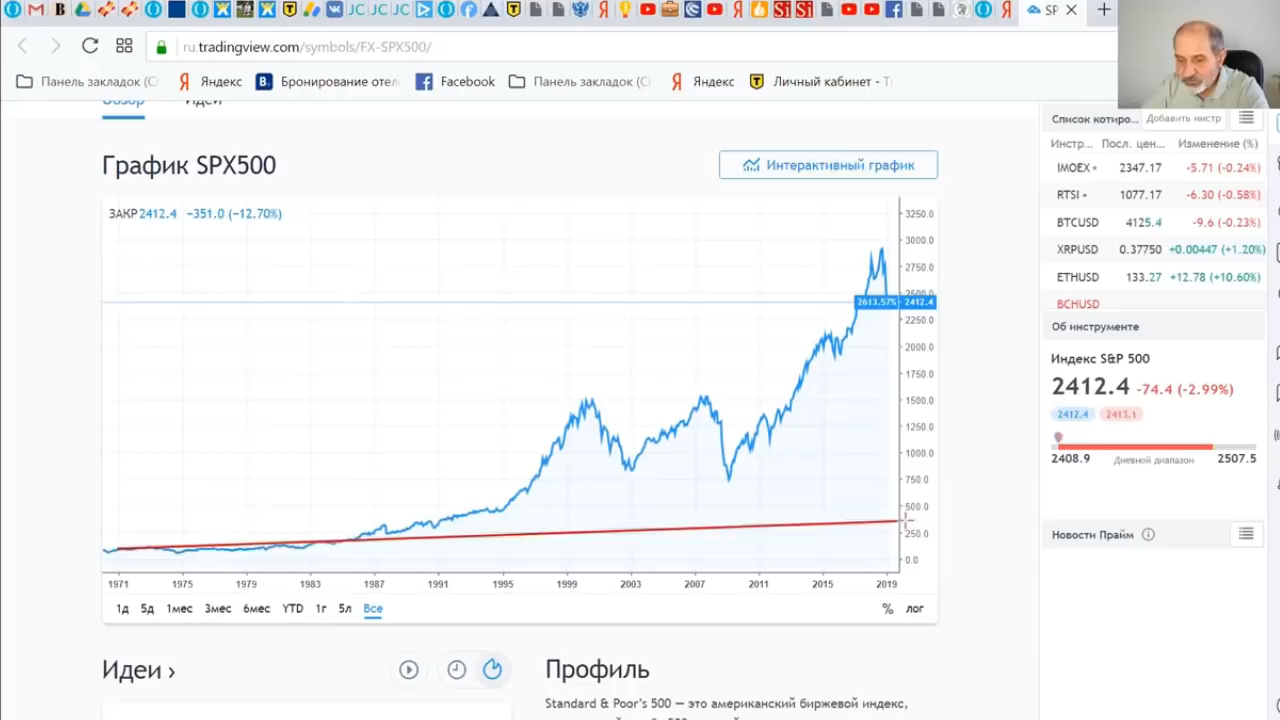 SP
ru.tradingview.com/symbols/FX-SPX500/
Панель закладок (С
Яндекс
Бронирование отел
Facebook
Панель закладок (С
Яндекс
Личный кабинет - Т
Обзор
Идеи
График SPX500
Интерактивный график
ЗАКР 2412.4 −351.0 (−12.70%)
3250.0
3000.0
2750.0
2500.0
2613.57% 2412.4
2250.0
2000.0
1750.0
1500.0
1250.0
1000.0
750.0
500.0
250.0
0.0
1971 1975 1979 1983 1987 1991 1995 1999 2003 2007 2011 2015 2019
1д 5д 1мес 3мес 6мес YTD 1г 5л Все % лог
Идеи ›
Профиль
Standard & Poor's 500 — это американский биржевой индекс,
Список котиро... Добавить инстр
Инстр... Посл. цен... Изменение (%)
IMOEX 2347.17 -5.71 (-0.24%)
RTSI 1077.17 -6.30 (-0.58%)
BTCUSD 4125.4 -9.6 (-0.23%)
XRPUSD 0.37750 +0.00447 (+1.20%)
ETHUSD 133.27 +12.78 (+10.60%)
BCHUSD
Об инструменте
Индекс S&P 500
2412.4 -74.4 (-2.99%)
2412.4 2413.1
2408.9 Дневной диапазон 2507.5
Новости Прайм